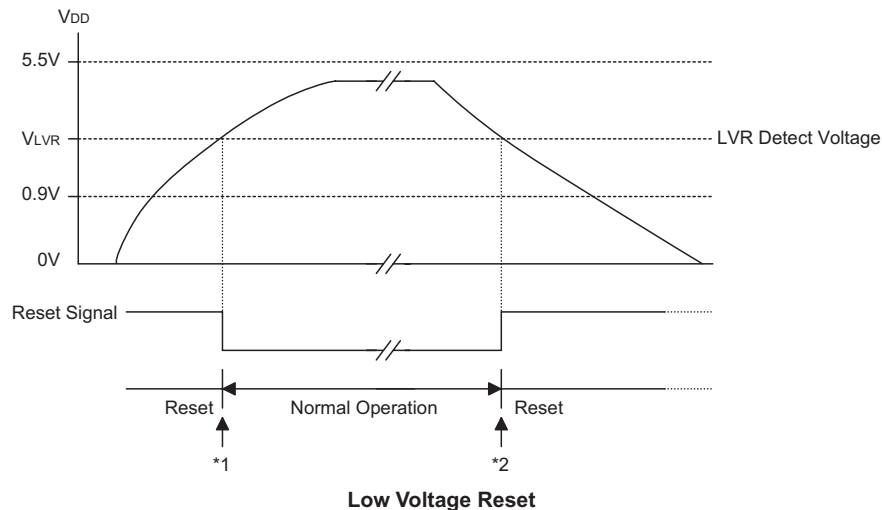 VDD
5.5V
VLVR
LVR Detect Voltage
0.9V
0V
Reset Signal
Reset
Normal Operation
Reset
*1
*2
Low Voltage Reset